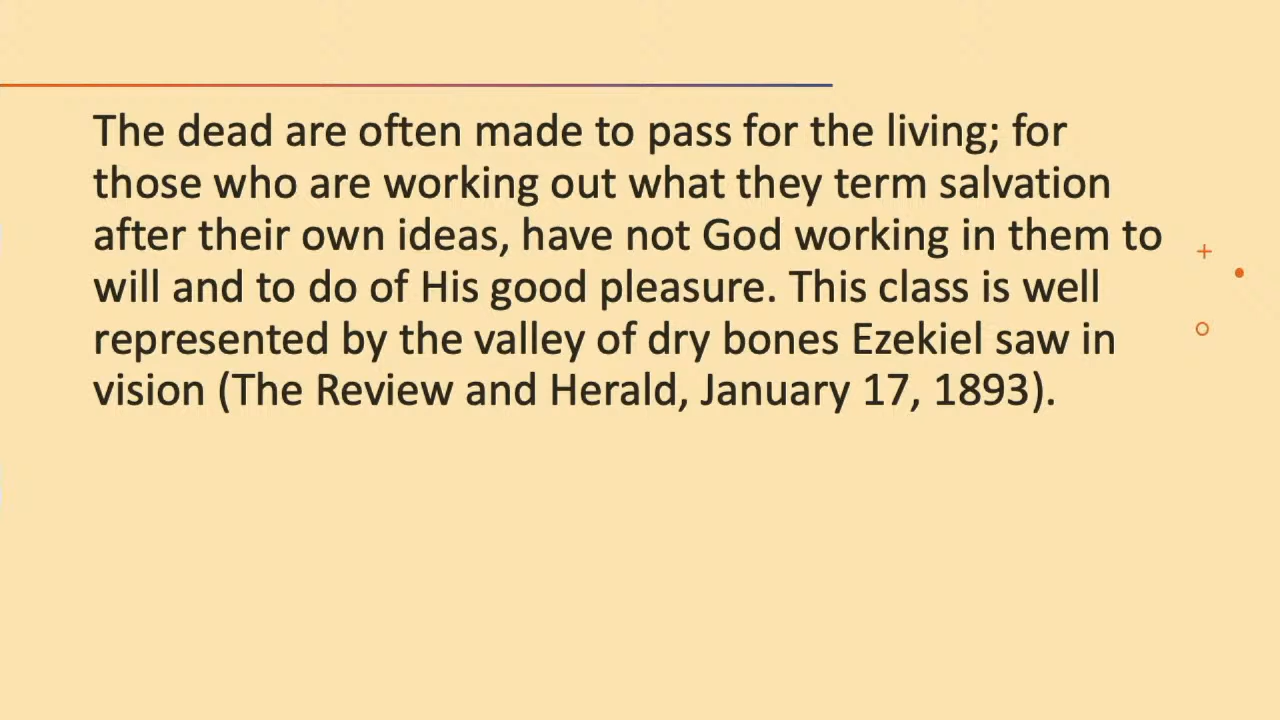 The dead are often made to pass for the living; for
those who are working out what they term salvation
after their own ideas, have not God working in them to
will and to do of His good pleasure. This class is well
represented by the valley of dry bones Ezekiel saw in
vision (The Review and Herald, January 17, 1893).